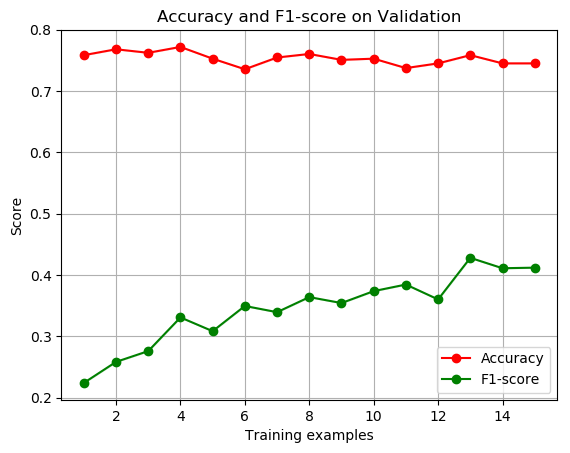 Accuracy and F1-score on Validation
Score
0.8
0.7
0.6
0.5
0.4
0.3
0.2
Accuracy
F1-score
2 4 6 8 10 12 14
Training examples